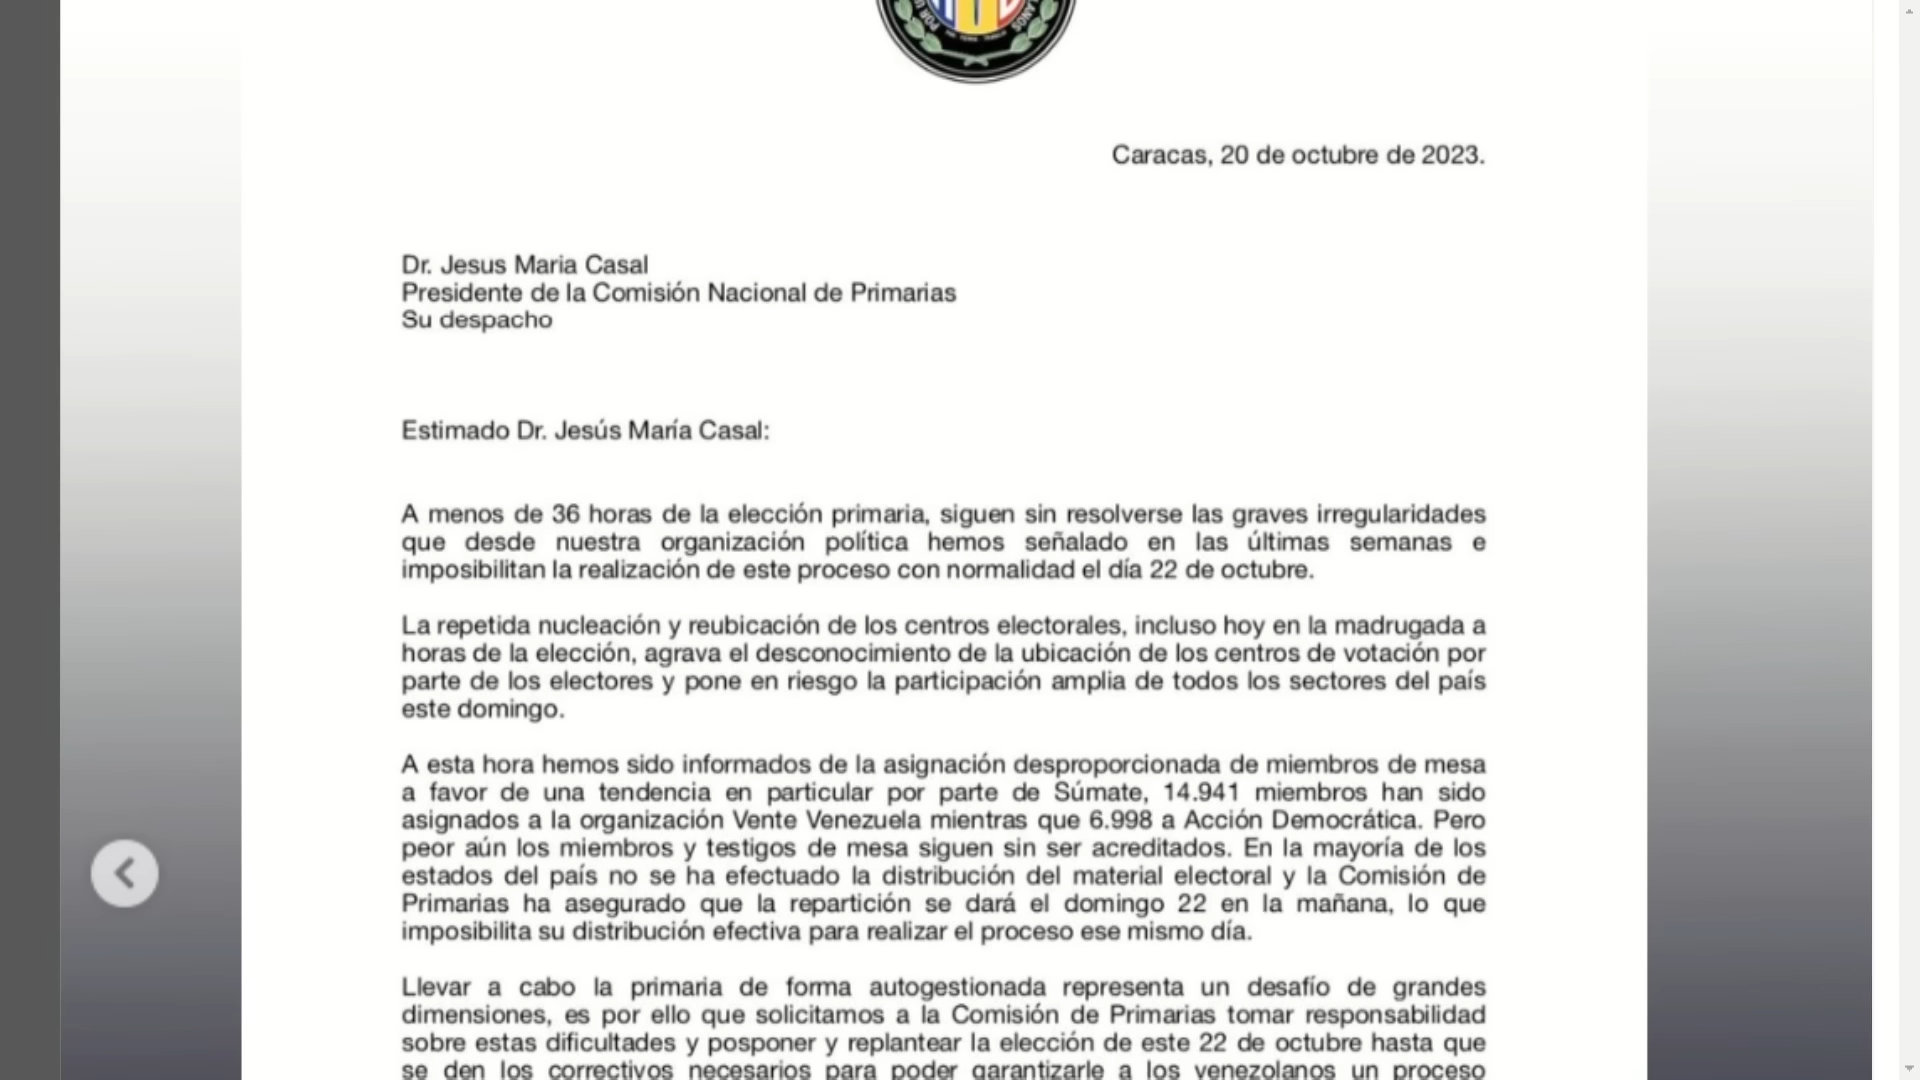 Caracas, 20 de octubre de 2023.
Dr. Jesus Maria Casal
Presidente de la Comisión Nacional de Primarias
Su despacho
Estimado Dr. Jesús María Casal:
A menos de 36 horas de la elección primaria, siguen sin resolverse las graves irregularidades
que desde nuestra organización política hemos señalado en las últimas semanas e
imposibilitan la realización de este proceso con normalidad el día 22 de octubre.
La repetida nucleación y reubicación de los centros electorales, incluso hoy en la madrugada a
horas de la elección, agrava el desconocimiento de la ubicación de los centros de votación por
parte de los electores y pone en riesgo la participación amplia de todos los sectores del país
este domingo.
A esta hora hemos sido informados de la asignación desproporcionada de miembros de mesa
a favor de una tendencia en particular por parte de Súmate, 14.941 miembros han sido
asignados a la organización Vente Venezuela mientras que 6.998 a Acción Democrática. Pero
peor aún los miembros y testigos de mesa siguen sin ser acreditados. En la mayoría de los
estados del país no se ha efectuado la distribución del material electoral y la Comisión de
Primarias ha asegurado que la repartición se dará el domingo 22 en la mañana, lo que
imposibilita su distribución efectiva para realizar el proceso ese mismo día.
Llevar a cabo la primaria de forma autogestionada representa un desafío de grandes
dimensiones, es por ello que solicitamos a la Comisión de Primarias tomar responsabilidad
sobre estas dificultades y posponer y replantear la elección de este 22 de octubre hasta que
se den los correctivos necesarios para poder garantizarle a los venezolanos un proceso